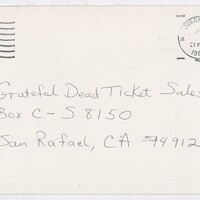 Grateful Dead Ticket Sales
Box C-S 8150
San Rafael, CA 94912